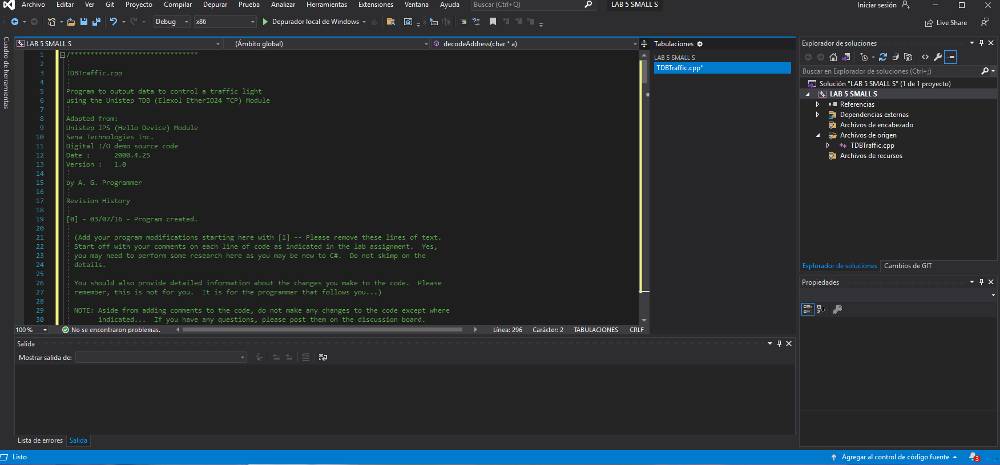 Archivo Editar Ver Git Proyecto Compilar Depurar Prueba Analizar Herramientas Extensiones Ventana Ayuda Buscar (Ctrl+Q) LAB 5 SMALL S Iniciar sesión
Debug x86 Depurador local de Windows Live Share
Cuadro de herramientas
LAB 5 SMALL S (Ámbito global) decodeAddress(char * a)
1 /********************************
2
3 TDBTraffic.cpp
4
5 Program to output data to control a traffic light
6 using the Unistep TDB (Elexol EtherIO24 TCP) Module
7
8 Adapted from:
9 Unistep IPS (Hello Device) Module
10 Sena Technologies Inc.
11 Digital I/O demo source code
12 Date :      2000.4.25
13 Version :   1.0
14
15 by A. G. Programmer
16
17 Revision History
18
19 [0] - 03/07/16 - Program created.
20
21 (Add your program modifications starting here with [1] -- Please remove these lines of text.
22 Start off with your comments on each line of code as indicated in the lab assignment.  Yes,
23 you may need to perform some research here as you may be new to C#.  Do not skimp on the
24 details.
25
26 You should also provide detailed information about the changes you make to the code.  Please
27 remember, this is not for you.  It is for the programmer that follows you...)
28
29 NOTE: Aside from adding comments to the code, do not make any changes to the code except where
30 indicated...  If you have any questions, please post them on the discussion board.
100 % No se encontraron problemas. Línea: 296 Carácter: 2 TABULACIONES CRLF
Tabulaciones
LAB 5 SMALL S
TDBTraffic.cpp*
Explorador de soluciones
Buscar en Explorador de soluciones (Ctrl+;)
Solución "LAB 5 SMALL S" (1 de 1 proyecto)
LAB 5 SMALL S
Referencias
Dependencias externas
Archivos de encabezado
Archivos de origen
TDBTraffic.cpp
Archivos de recursos
Explorador de soluciones Cambios de GIT
Propiedades
Salida
Mostrar salida de:
Lista de errores Salida
Listo Agregar al control de código fuente 3